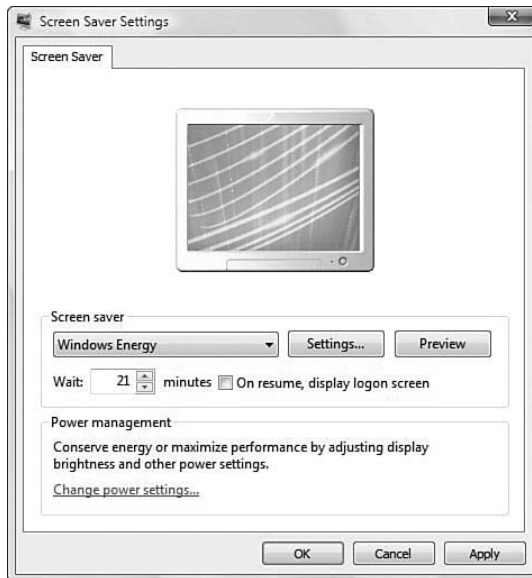 Screen Saver Settings
Screen Saver
Screen saver
Windows Energy Settings... Preview
Wait: 21 minutes On resume, display logon screen
Power management
Conserve energy or maximize performance by adjusting display
brightness and other power settings.
Change power settings...
OK Cancel Apply